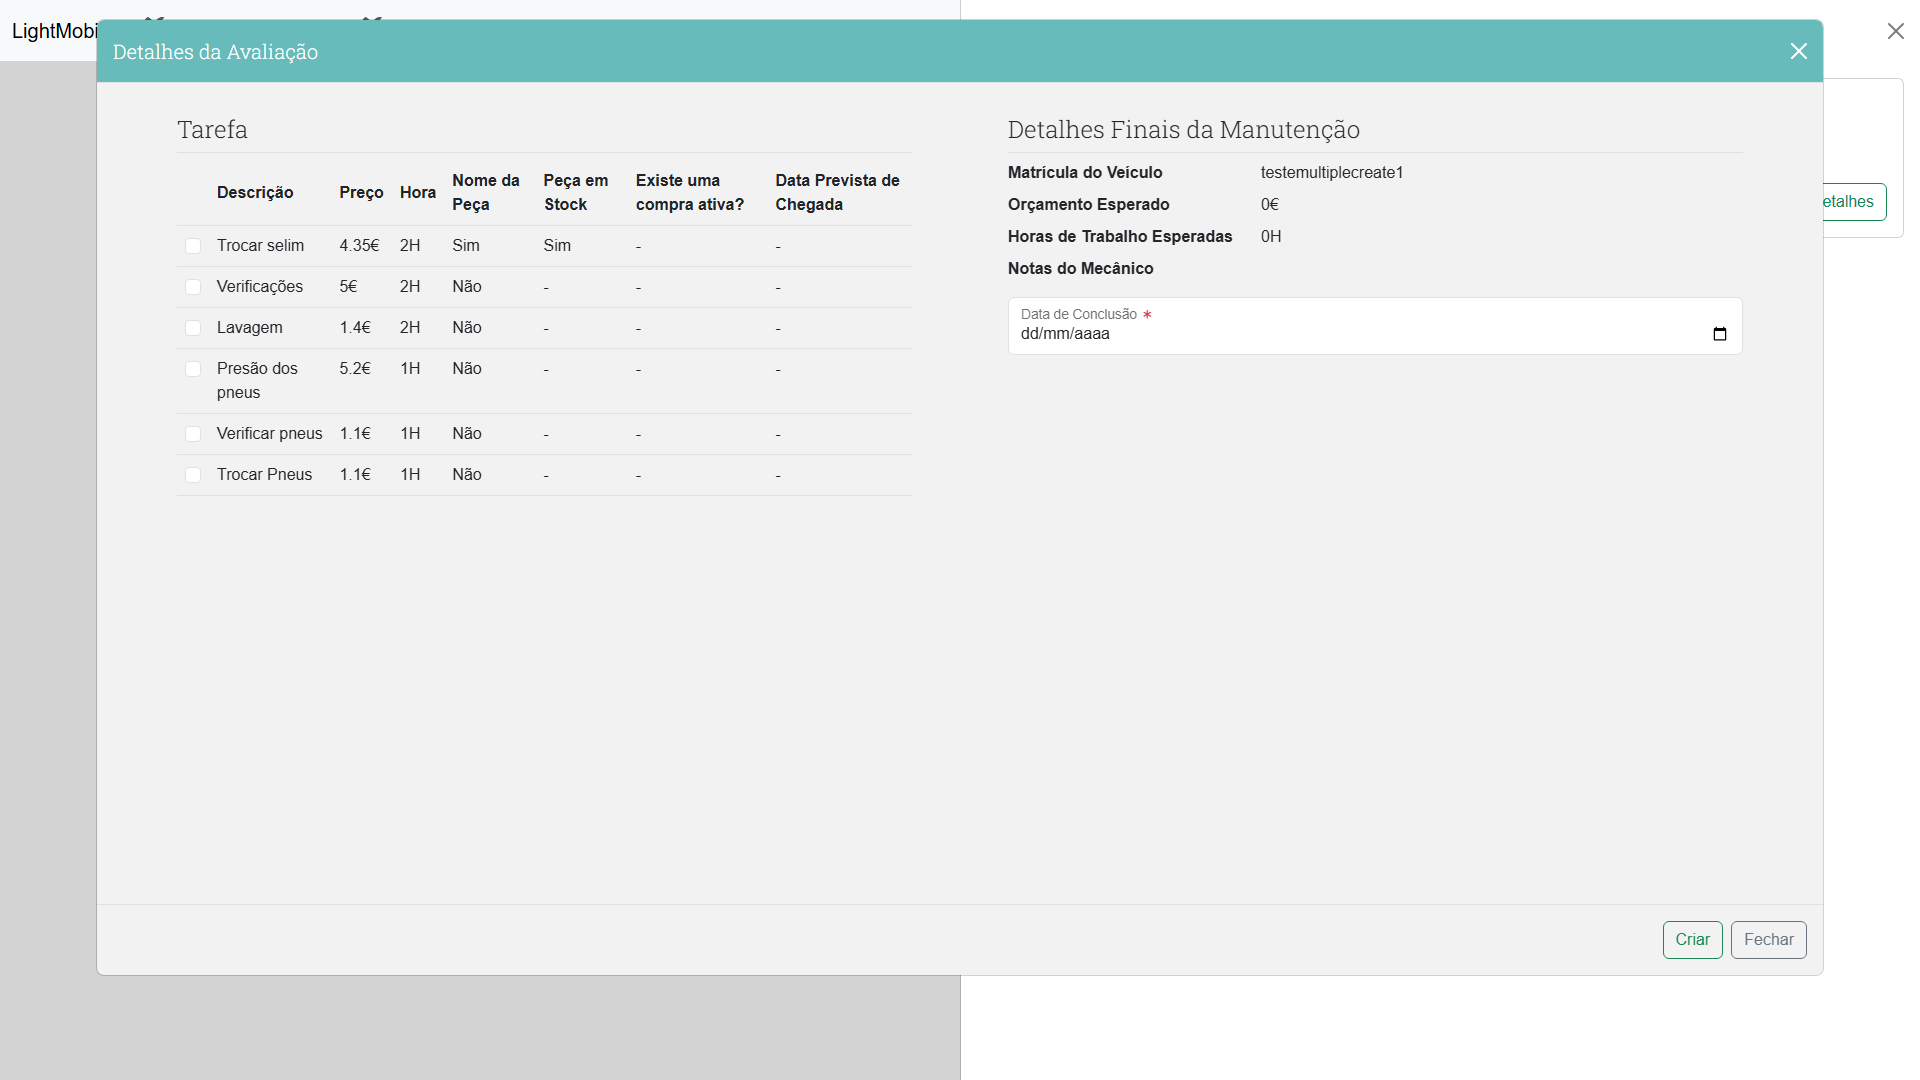 LightMobi
Detalhes da Avaliação
Tarefa
Descrição Preço Hora Nome da Peça Peça em Stock Existe uma compra ativa? Data Prevista de Chegada
Trocar selim 4.35€ 2H Sim Sim - -
Verificações 5€ 2H Não - - -
Lavagem 1.4€ 2H Não - - -
Presão dos pneus 5.2€ 1H Não - - -
Verificar pneus 1.1€ 1H Não - - -
Trocar Pneus 1.1€ 1H Não - - -
Detalhes Finais da Manutenção
Matrícula do Veículo testemultiplecreate1
Orçamento Esperado 0€
Horas de Trabalho Esperadas 0H
Notas do Mecânico
Data de Conclusão *
dd/mm/aaaa
etalhes
Criar Fechar